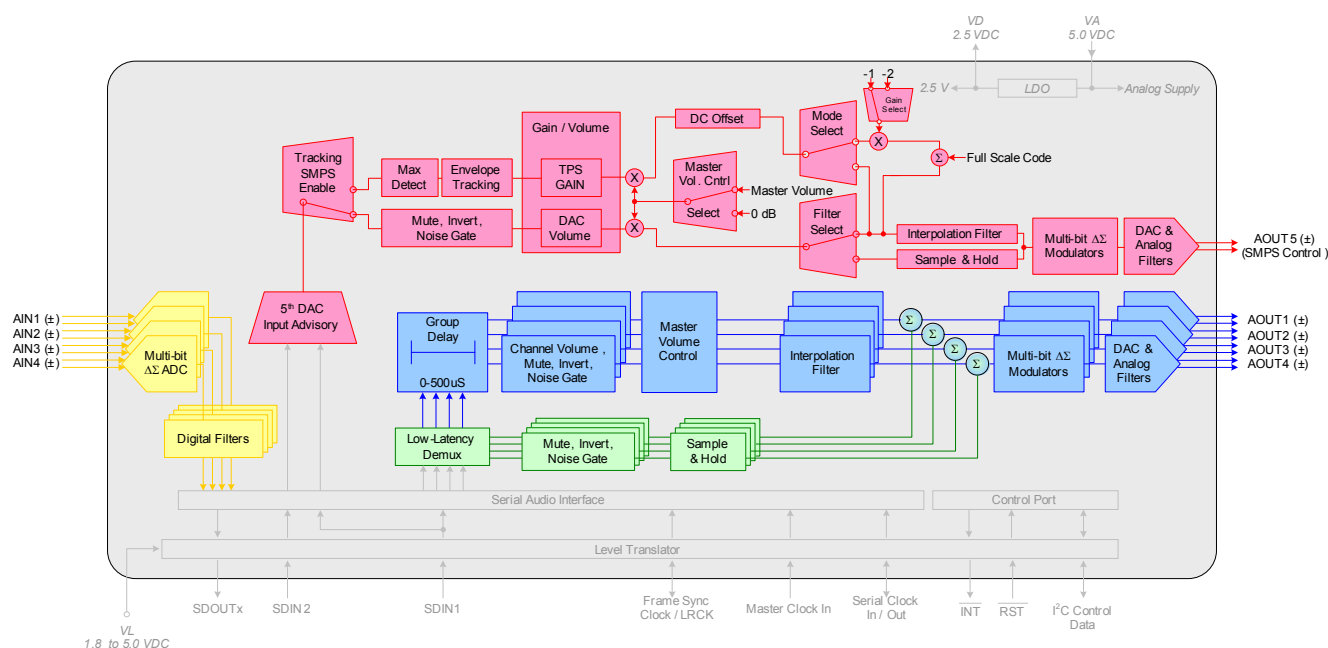 VD
2.5 VDC
VA
5.0 VDC
2.5 V
LDO
Analog Supply
-1 -2
Gain
Select
Tracking
SMPS
Enable
Max
Detect
Envelope
Tracking
Gain / Volume
TPS
GAIN
X
DC Offset
Mode
Select
X
Σ
Full Scale Code
Master
Vol. Cntrl
Select
Master Volume
0 dB
Mute, Invert,
Noise Gate
DAC
Volume
X
Filter
Select
Interpolation Filter
Sample & Hold
Multi-bit ΔΣ
Modulators
DAC &
Analog
Filters
AOUT5 (±)
(SMPS Control )
5th DAC
Input Advisory
AIN1 (±)
AIN2 (±)
AIN3 (±)
AIN4 (±)
Multi-bit
ΔΣ ADC
Digital Filters
Group
Delay
0-500uS
Channel Volume ,
Mute, Invert,
Noise Gate
Master
Volume
Control
Interpolation
Filter
Σ
Σ
Σ
Σ
Multi-bit ΔΣ
Modulators
DAC &
Analog
Filters
AOUT1 (±)
AOUT2 (±)
AOUT3 (±)
AOUT4 (±)
Low-Latency
Demux
Mute, Invert,
Noise Gate
Sample
& Hold
Serial Audio Interface
Control Port
Level Translator
VL
1.8 to 5.0 VDC
SDOUTx
SDIN2
SDIN1
Frame Sync
Clock / LRCK
Master Clock In
Serial Clock
In / Out
INT
RST
I2C Control
Data